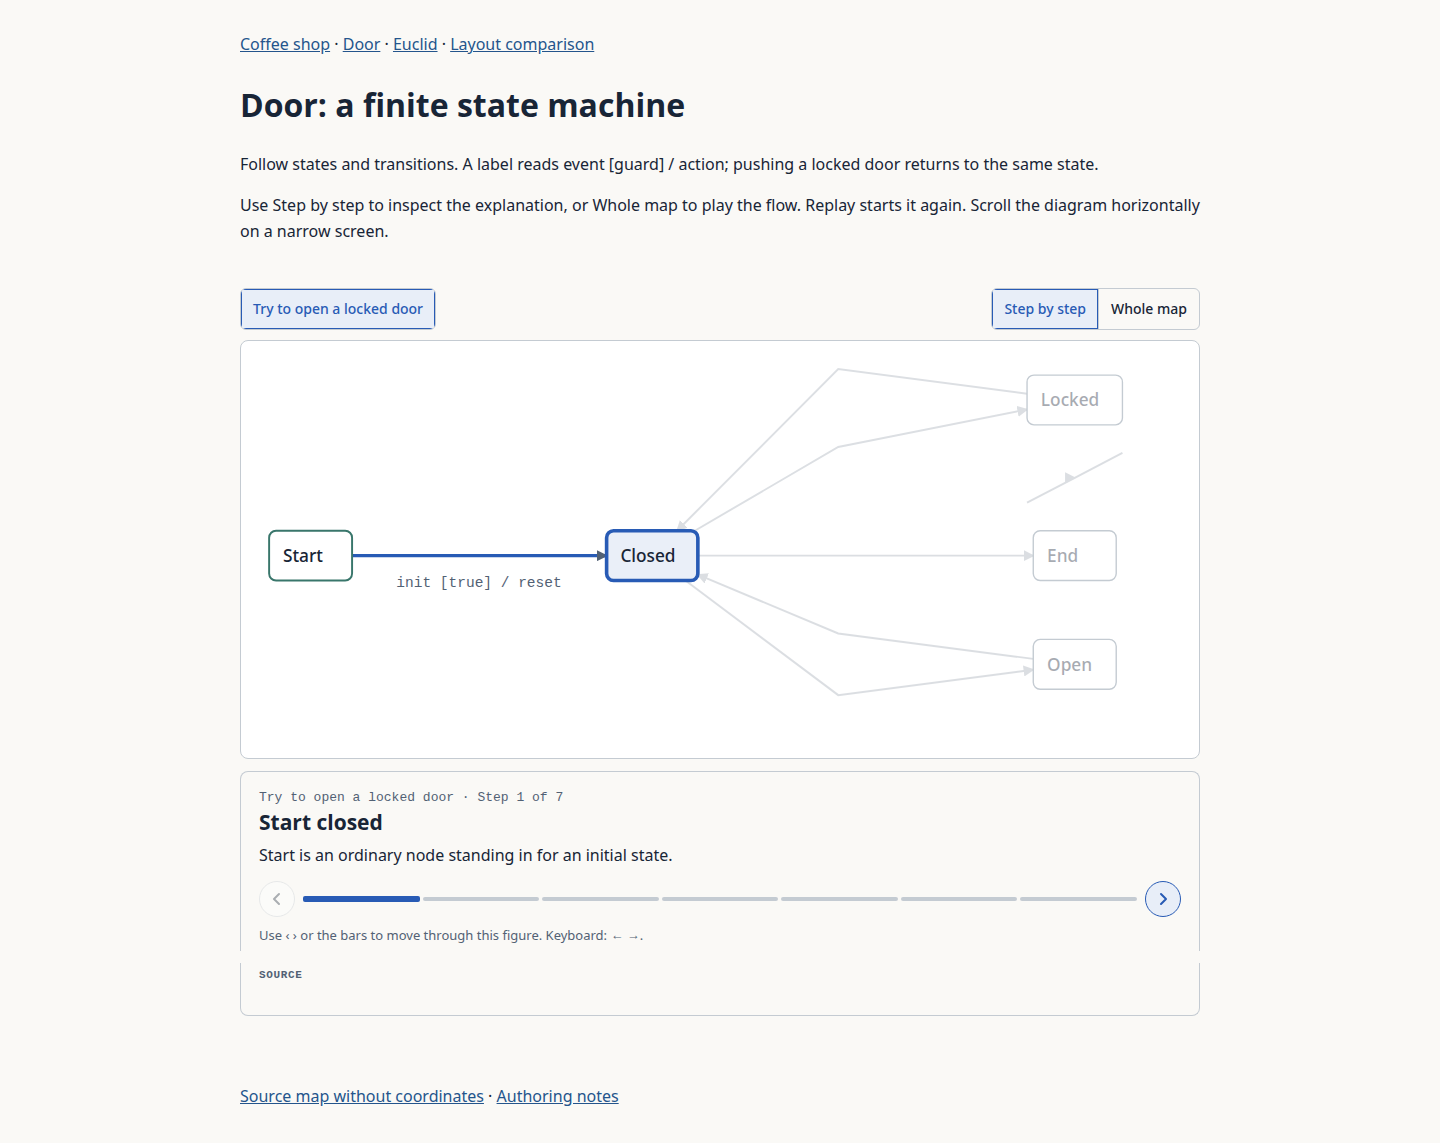 Coffee shop · Door · Euclid · Layout comparison
Door: a finite state machine
Follow states and transitions. A label reads event [guard] / action; pushing a locked door returns to the same state.
Use Step by step to inspect the explanation, or Whole map to play the flow. Replay starts it again. Scroll the diagram horizontally
on a narrow screen.
Try to open a locked door
Step by step
Whole map
Locked
Start
Closed
End
init [true] / reset
Open
Try to open a locked door · Step 1 of 7
Start closed
Start is an ordinary node standing in for an initial state.
Use ‹ › or the bars to move through this figure. Keyboard: ← →.
SOURCE
Source map without coordinates · Authoring notes